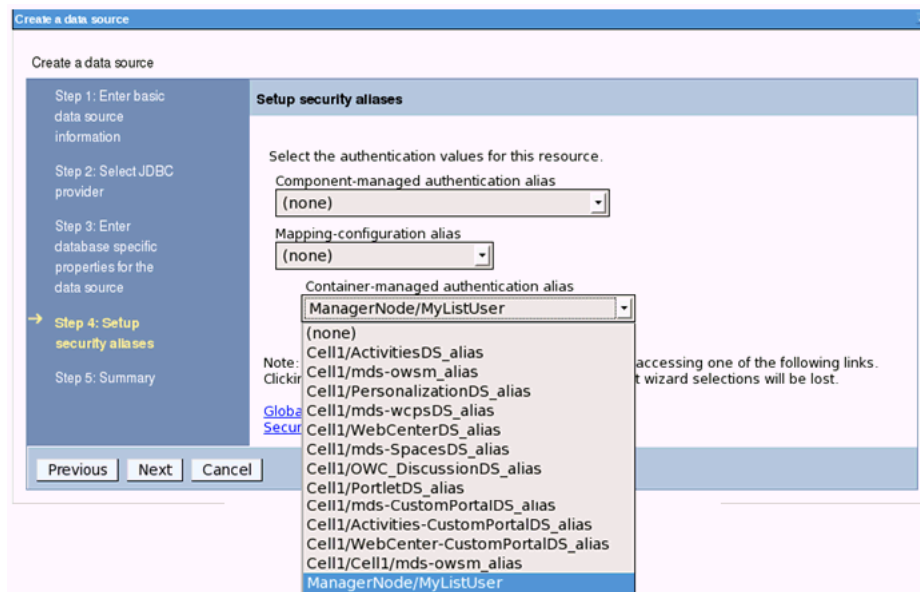 Create a data source
Create a data source
Step 1: Enter basic
data source
information
Step 2: Select JDBC
provider
Step 3: Enter
database specific
properties for the
data source
Step 4: Setup
security aliases
Step 5: Summary
Setup security aliases
Select the authentication values for this resource.
Component-managed authentication alias
(none)
Mapping-configuration alias
(none)
Container-managed authentication alias
ManagerNode/MyListUser
(none)
Cell1/ActivitiesDS_alias
Cell1/mds-owsm_alias
Cell1/PersonalizationDS_alias
Cell1/mds-wcpsDS_alias
Cell1/WebCenterDS_alias
Cell1/mds-SpacesDS_alias
Cell1/OWC_DiscussionDS_alias
Cell1/PortletDS_alias
Cell1/mds-CustomPortalDS_alias
Cell1/Activities-CustomPortalDS_alias
Cell1/WebCenter-CustomPortalDS_alias
Cell1/Cell1/mds-owsm_alias
ManagerNode/MyListUser
Note: accessing one of the following links.
wizard selections will be lost.
Previous Next Cancel